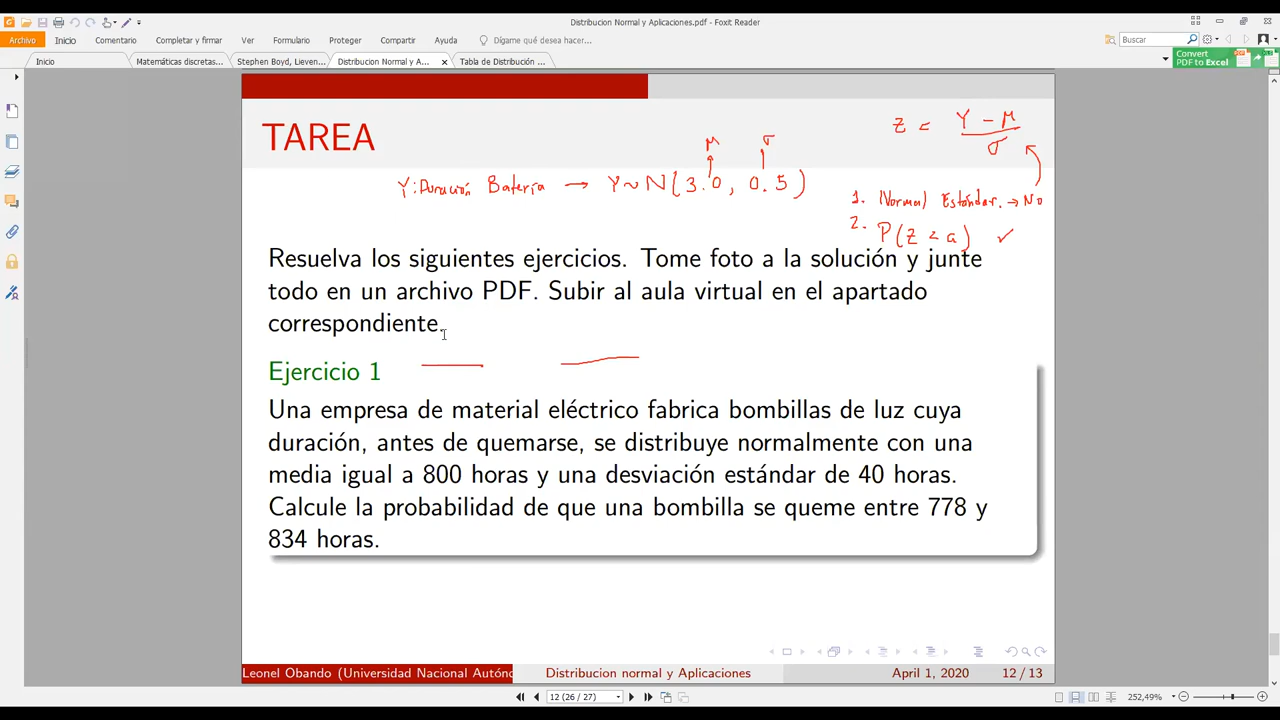 Distribucion Normal y Aplicaciones.pdf - Foxit Reader
Archivo Inicio Comentario Completar y firmar Ver Formulario Proteger Compartir Ayuda Dígame qué desea hacer... Buscar
Inicio Matemáticas discretas... Stephen Boyd, Lieven... Distribucion Normal y A... Tabla de Distribución ...
Convert
PDF to Excel
TAREA
Z = Y - μ / σ
μ σ
Y: Duración Batería → Y ~ N(3.0, 0.5)
1. Normal Estándar. → No
2. P(Z < a) ✓
Resuelva los siguientes ejercicios. Tome foto a la solución y junte
todo en un archivo PDF. Subir al aula virtual en el apartado
correspondiente.
Ejercicio 1
Una empresa de material eléctrico fabrica bombillas de luz cuya
duración, antes de quemarse, se distribuye normalmente con una
media igual a 800 horas y una desviación estándar de 40 horas.
Calcule la probabilidad de que una bombilla se queme entre 778 y
834 horas.
Leonel Obando (Universidad Nacional Autónc Distribucion normal y Aplicaciones April 1, 2020 12 / 13
12 (26 / 27) 252,49%